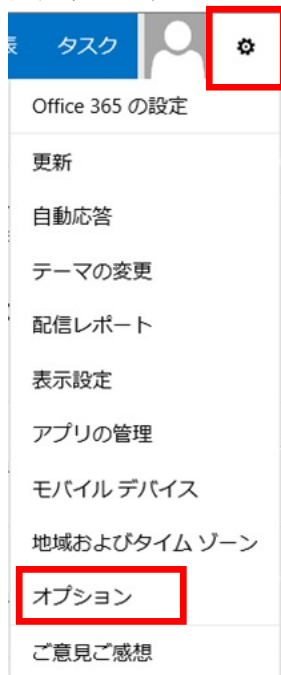 タスク
Office 365 の設定
更新
自動応答
テーマの変更
配信レポート
表示設定
アプリの管理
モバイル デバイス
地域およびタイム ゾーン
オプション
ご意見ご感想